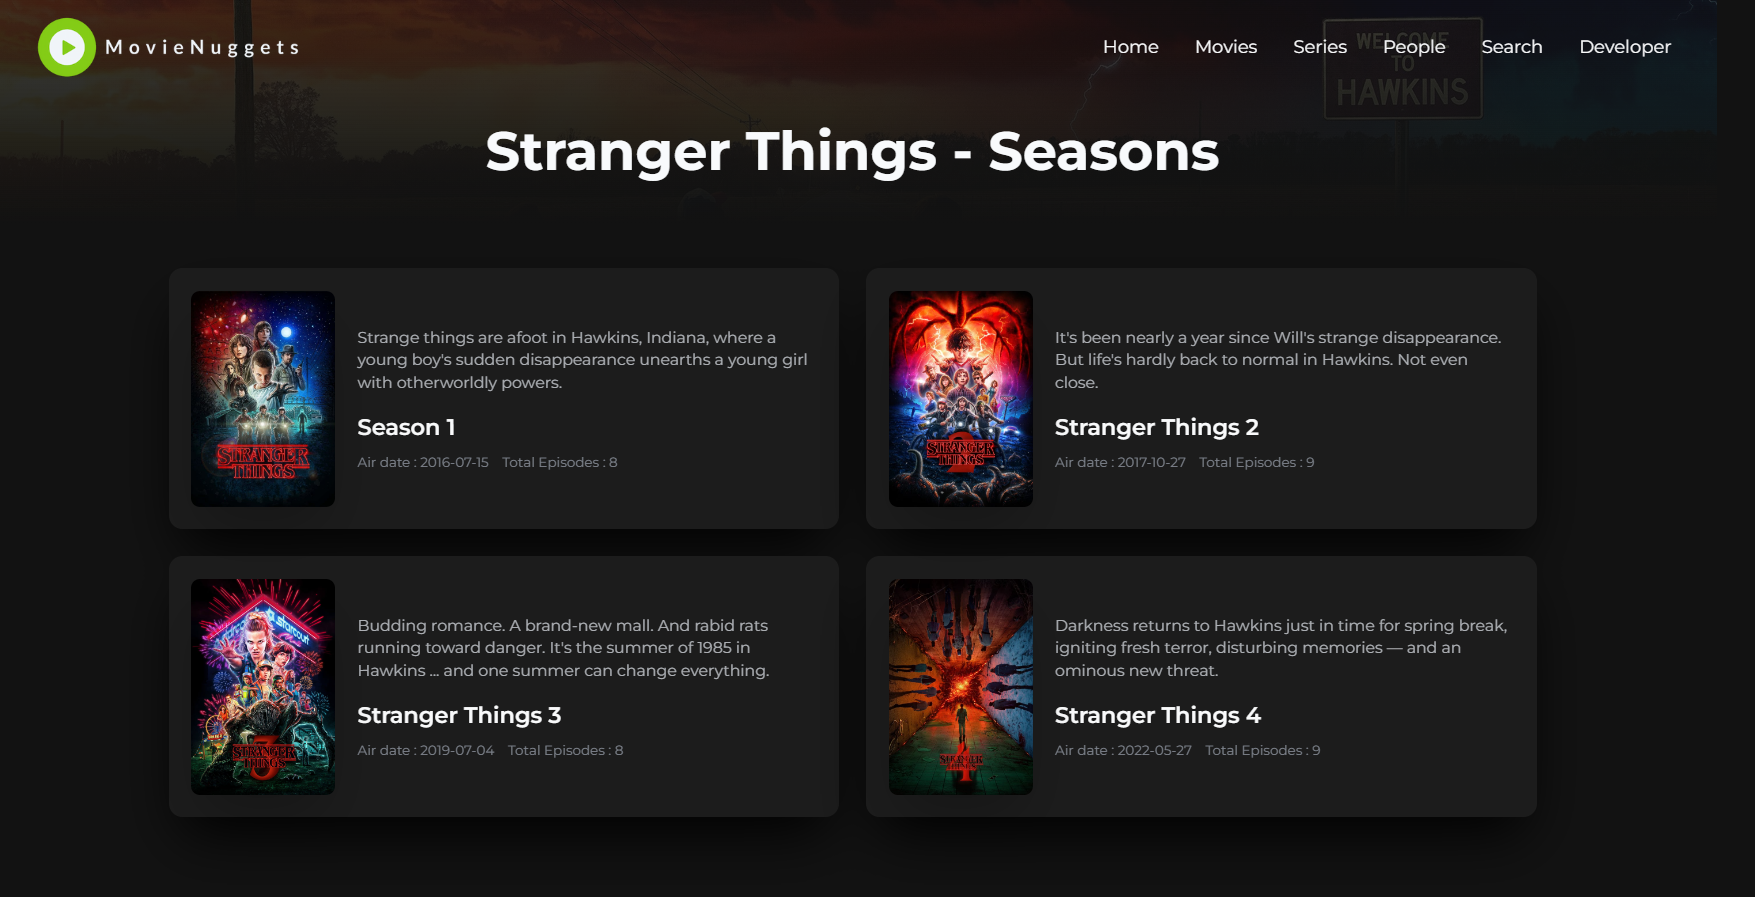 MovieNuggets
Home Movies Series People Search Developer
WELCOME
TO
HAWKINS
Stranger Things - Seasons
STRANGER
THINGS
Strange things are afoot in Hawkins, Indiana, where a
young boy's sudden disappearance unearths a young girl
with otherworldly powers.
Season 1
Air date : 2016-07-15 Total Episodes : 8
2
STRANGER
THINGS
It's been nearly a year since Will's strange disappearance.
But life's hardly back to normal in Hawkins. Not even
close.
Stranger Things 2
Air date : 2017-10-27 Total Episodes : 9
starcourt
3
STRANGER
THINGS
Budding romance. A brand-new mall. And rabid rats
running toward danger. It's the summer of 1985 in
Hawkins ... and one summer can change everything.
Stranger Things 3
Air date : 2019-07-04 Total Episodes : 8
4
STRANGER
THINGS
Darkness returns to Hawkins just in time for spring break,
igniting fresh terror, disturbing memories — and an
ominous new threat.
Stranger Things 4
Air date : 2022-05-27 Total Episodes : 9